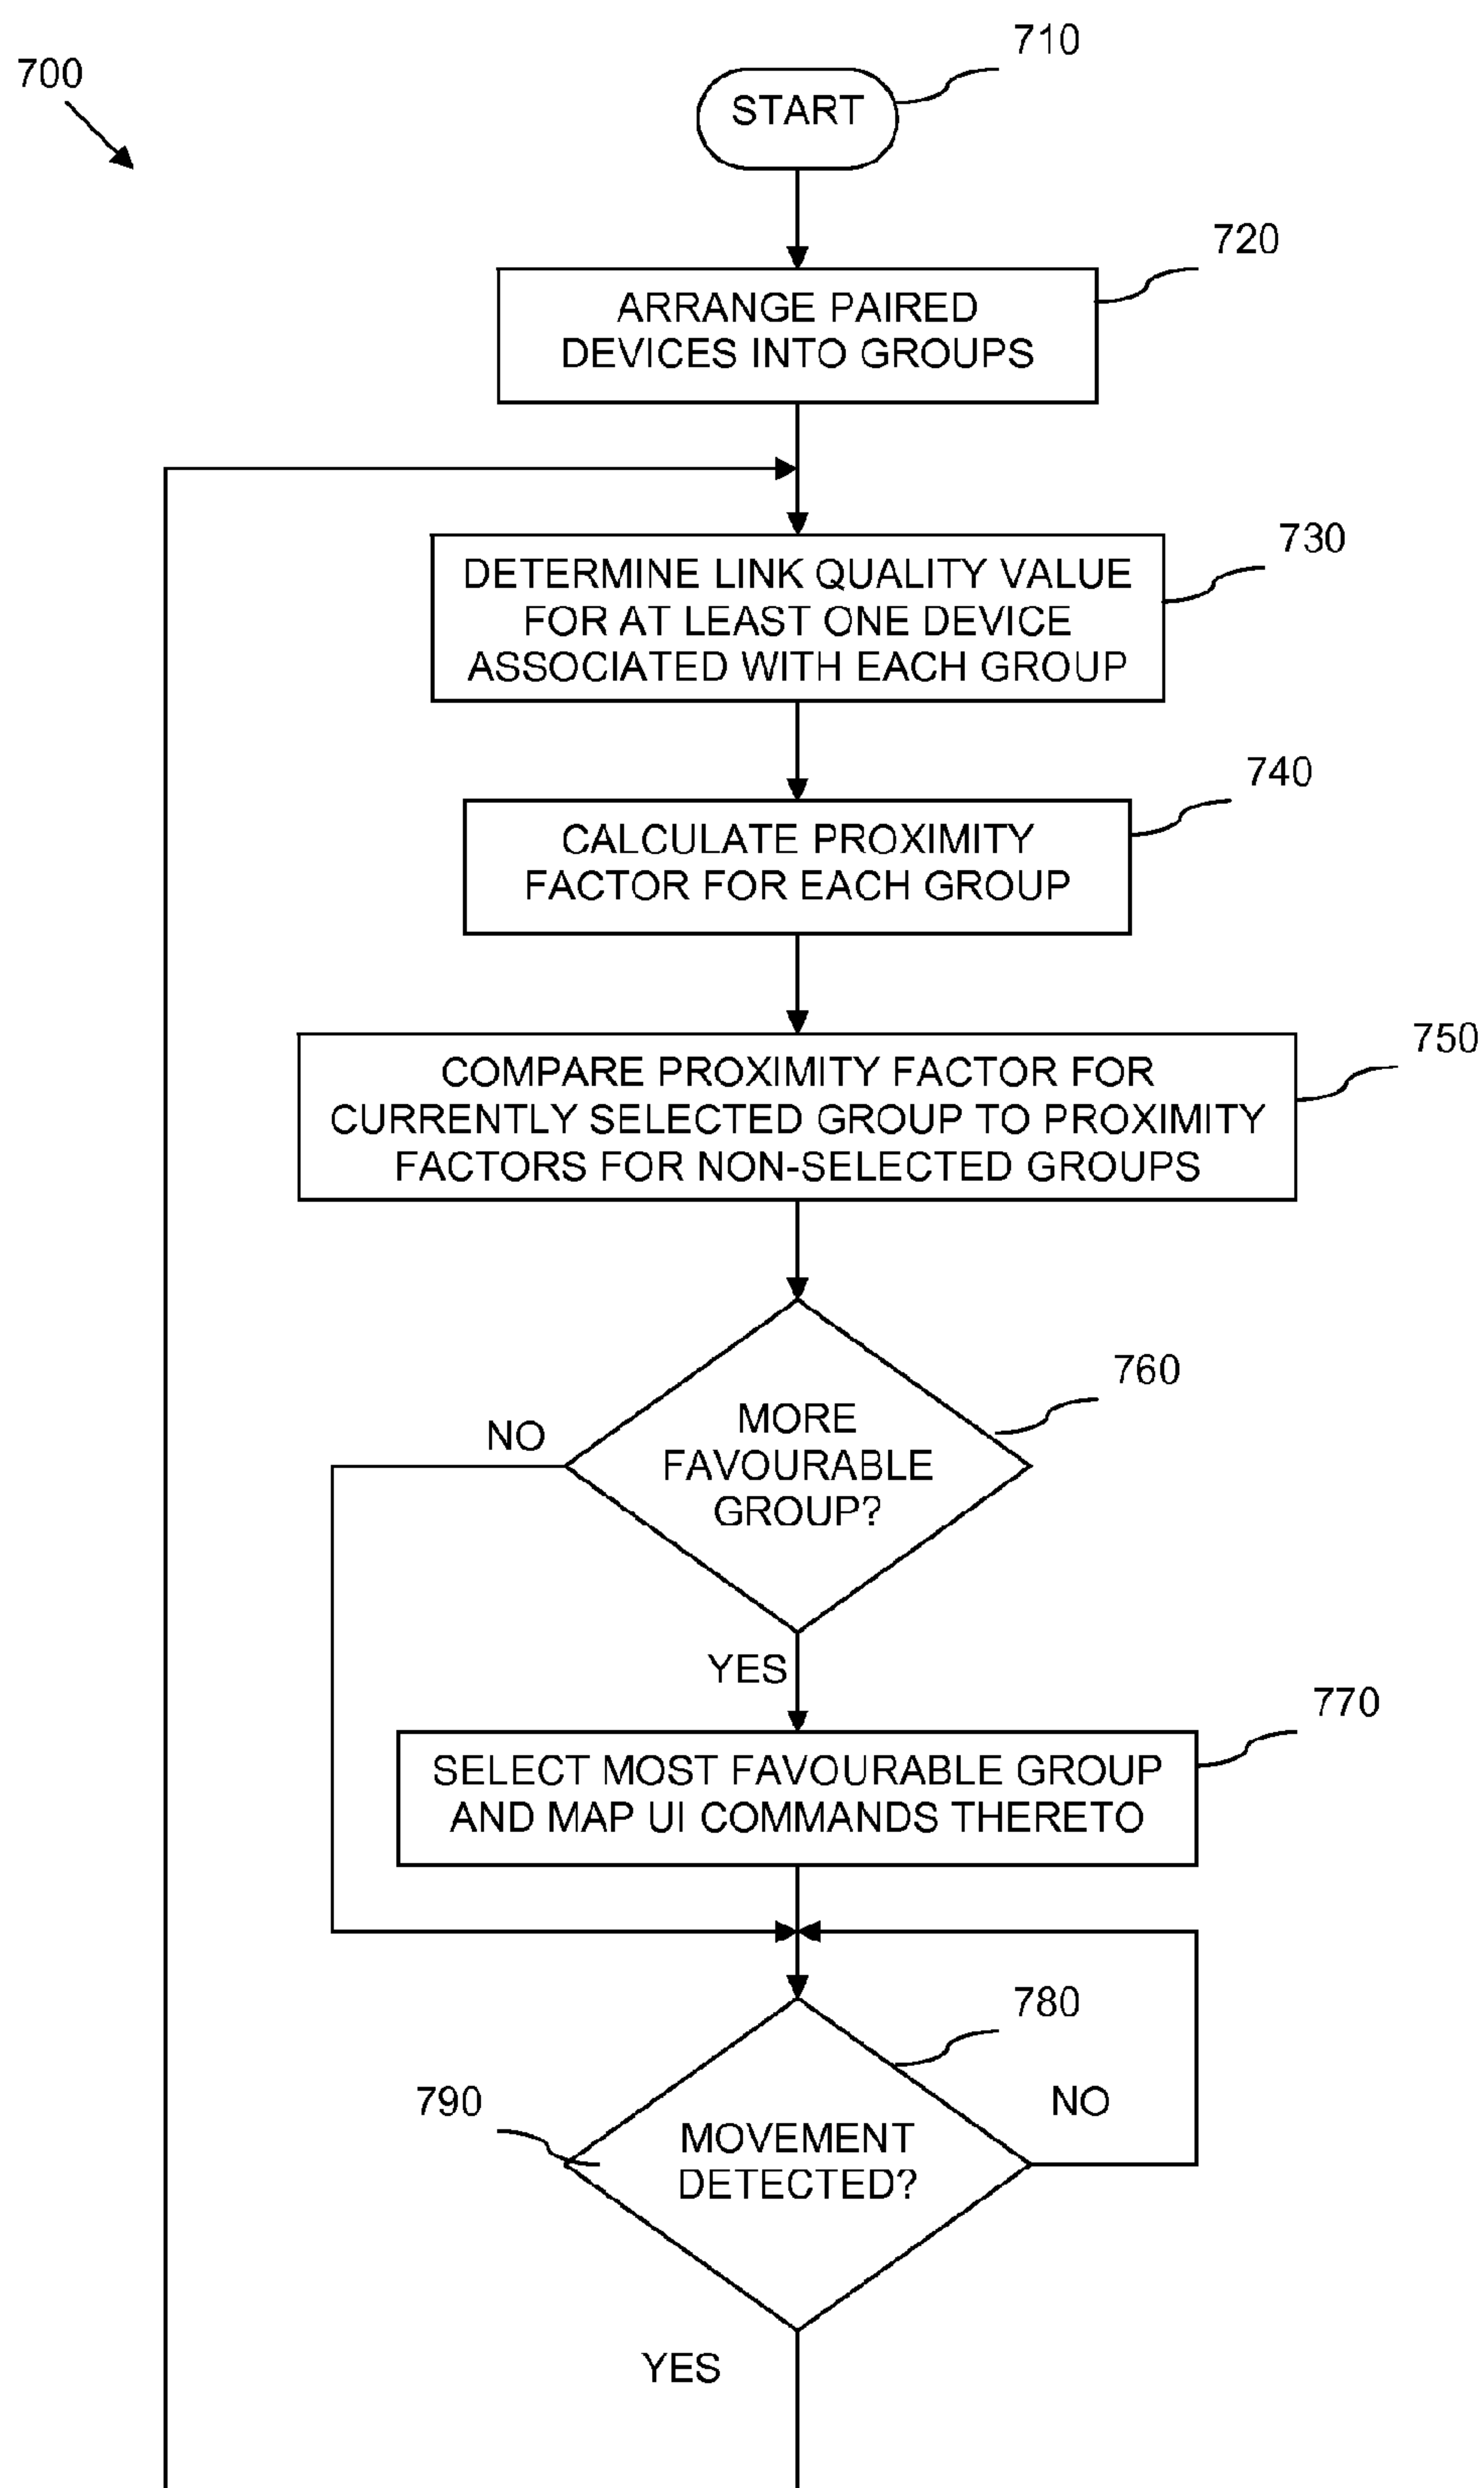 700
710
START
720
ARRANGE PAIRED
DEVICES INTO GROUPS
730
DETERMINE LINK QUALITY VALUE
FOR AT LEAST ONE DEVICE
ASSOCIATED WITH EACH GROUP
740
CALCULATE PROXIMITY
FACTOR FOR EACH GROUP
750
COMPARE PROXIMITY FACTOR FOR
CURRENTLY SELECTED GROUP TO PROXIMITY
FACTORS FOR NON-SELECTED GROUPS
760
NO
MORE
FAVOURABLE
GROUP?
YES
770
SELECT MOST FAVOURABLE GROUP
AND MAP UI COMMANDS THERETO
780
790
NO
MOVEMENT
DETECTED?
YES